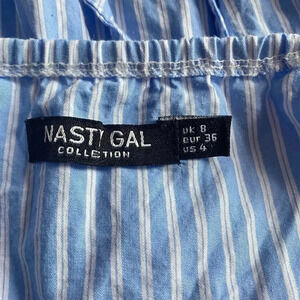 NASTY GAL
COLLECTION
UK 8
EUR 36
US 4